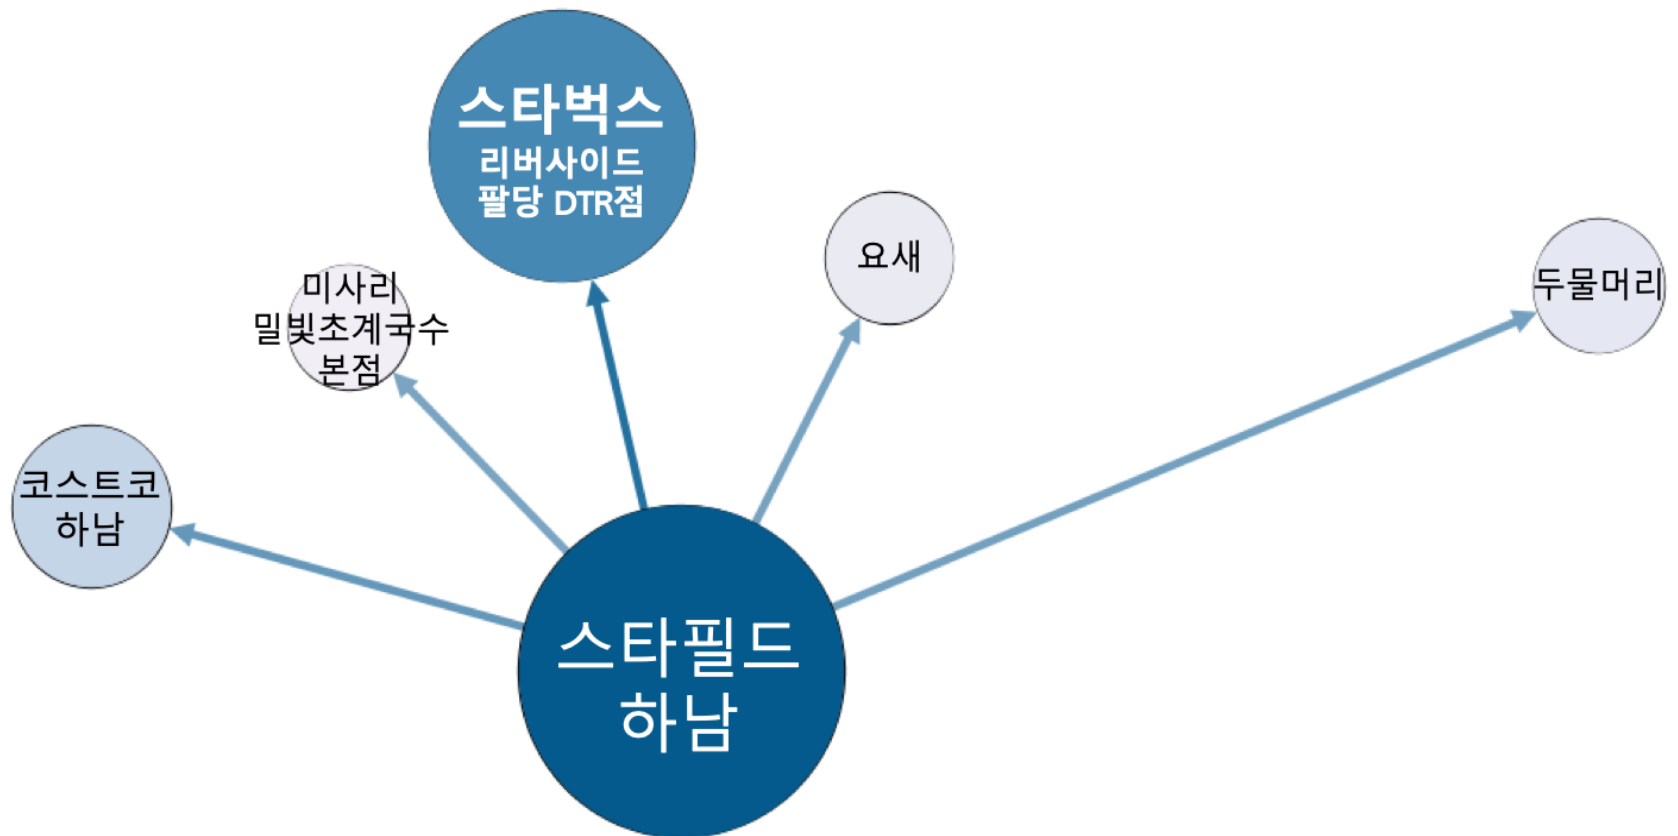 스타벅스
리버사이드
팔당 DTR점
요새
두물머리
미사리
밀빛초계국수
본점
코스트코
하남
스타필드
하남